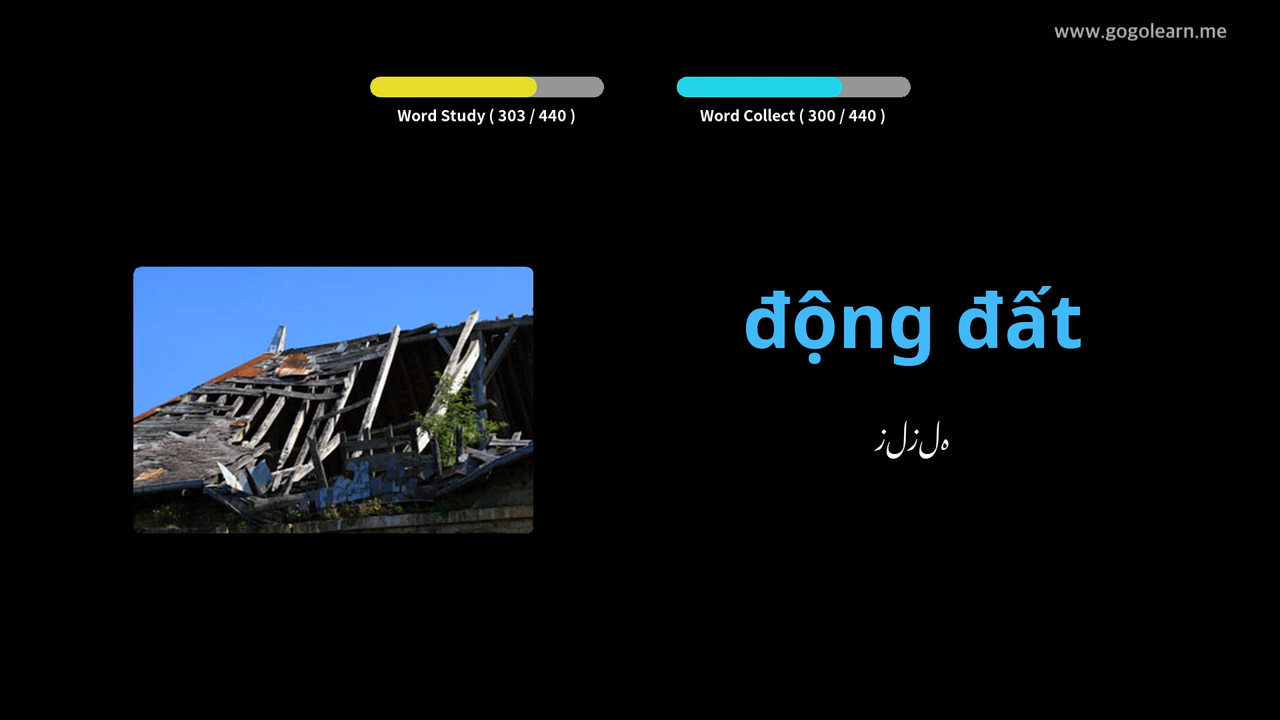 www.gogolearn.me
Word Study ( 303 / 440 )
Word Collect ( 300 / 440 )
động đất
زلزلہ